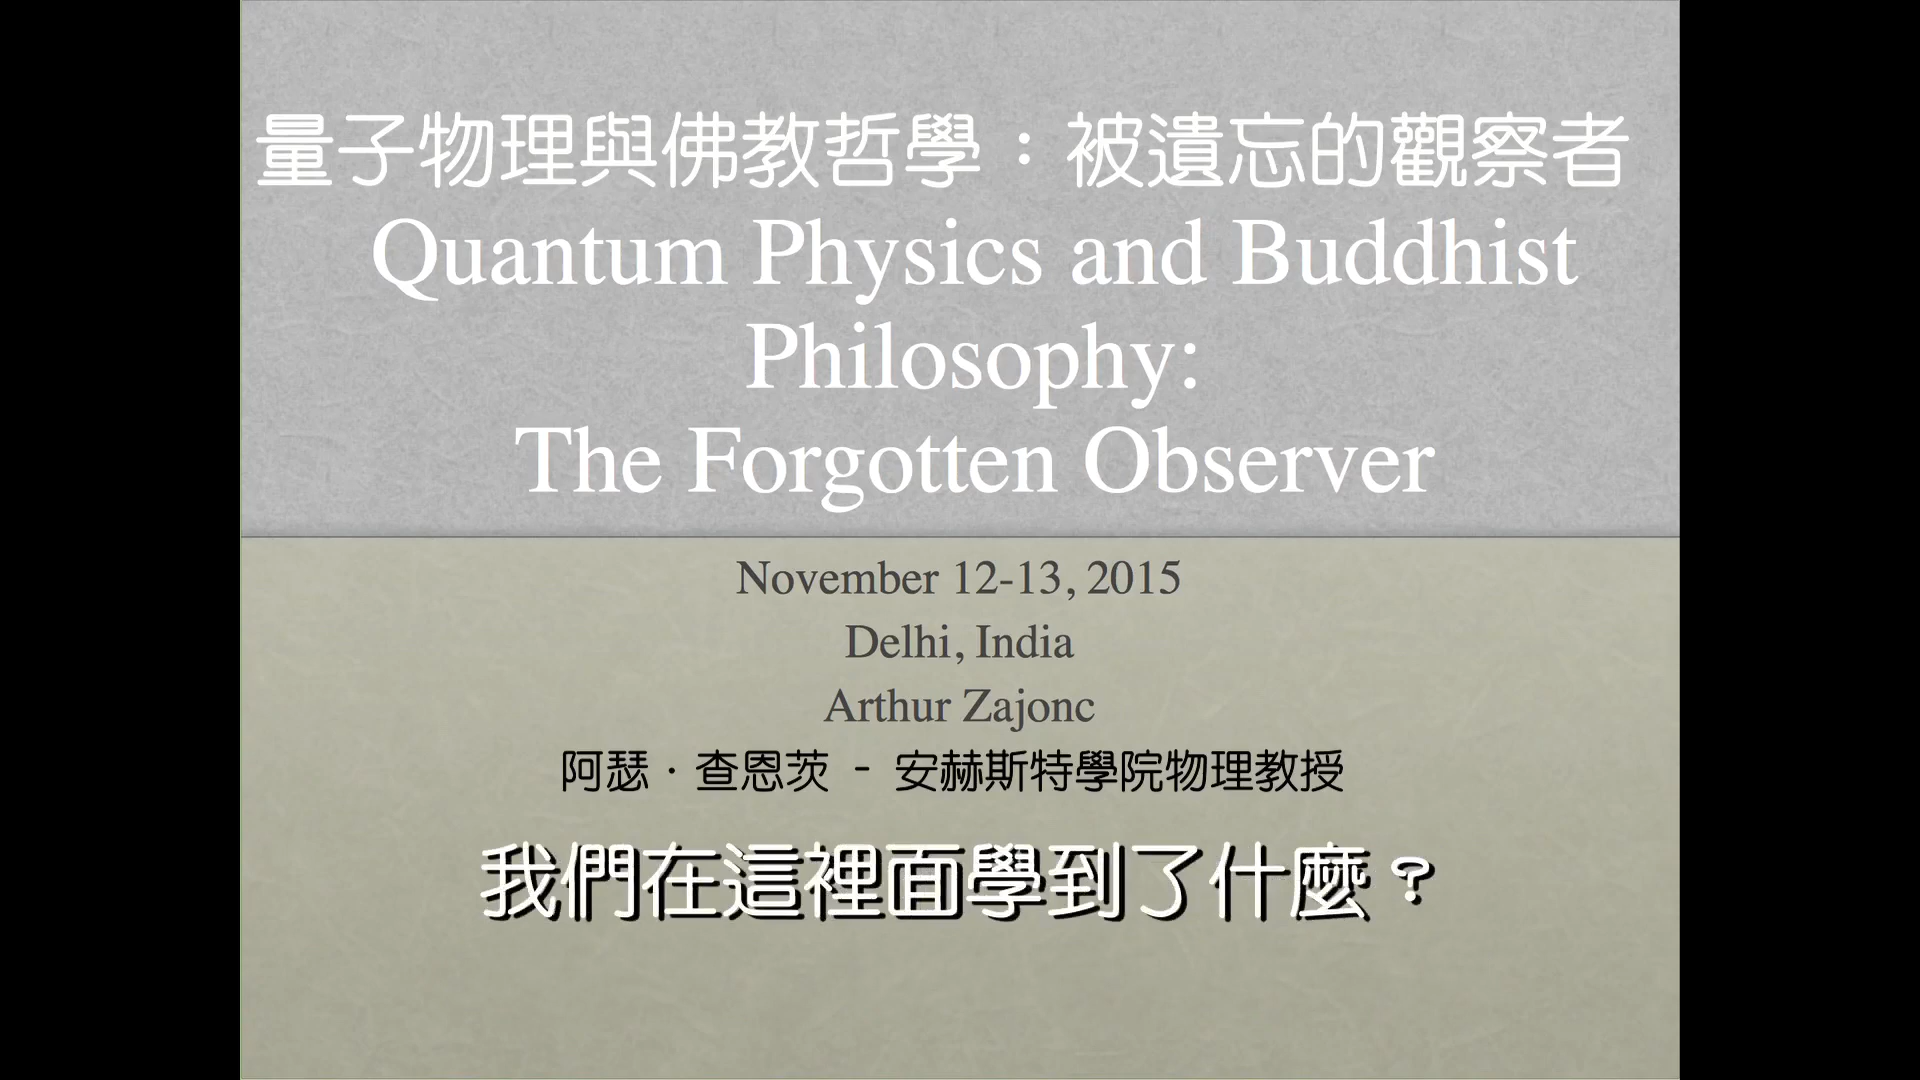 量子物理與佛教哲學：被遺忘的觀察者
Quantum Physics and Buddhist
Philosophy:
The Forgotten Observer
November 12-13, 2015
Delhi, India
Arthur Zajonc
阿瑟·查恩茨 - 安赫斯特學院物理教授
我們在這裡面學到了什麼？